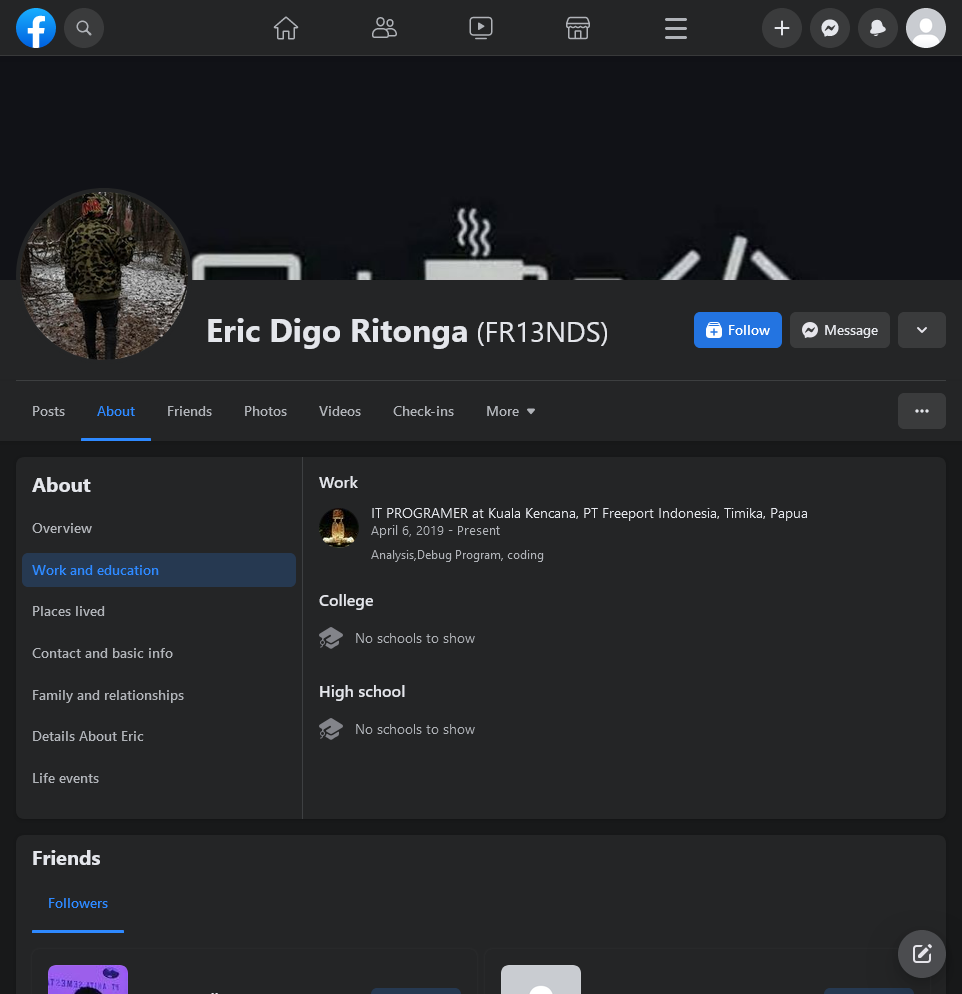 Eric Digo Ritonga (FR13NDS)
Follow
Message
Posts
About
Friends
Photos
Videos
Check-ins
More
About
Overview
Work and education
Places lived
Contact and basic info
Family and relationships
Details About Eric
Life events
Work
IT PROGRAMER at Kuala Kencana, PT Freeport Indonesia, Timika, Papua
April 6, 2019 - Present
Analysis,Debug Program, coding
College
No schools to show
High school
No schools to show
Friends
Followers